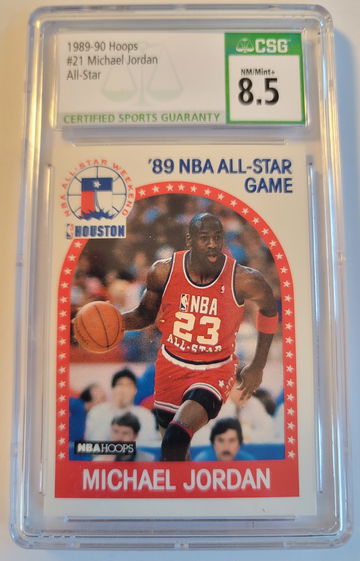 1989-90 Hoops
#21 Michael Jordan
All-Star
CERTIFIED SPORTS GUARANTY
CSG
NM/Mint+
8.5
'89 NBA ALL-STAR
GAME
NBA ALL-STAR WEEKEND
HOUSTON
NBA
23
ALL-STAR
NBA HOOPS
MICHAEL JORDAN